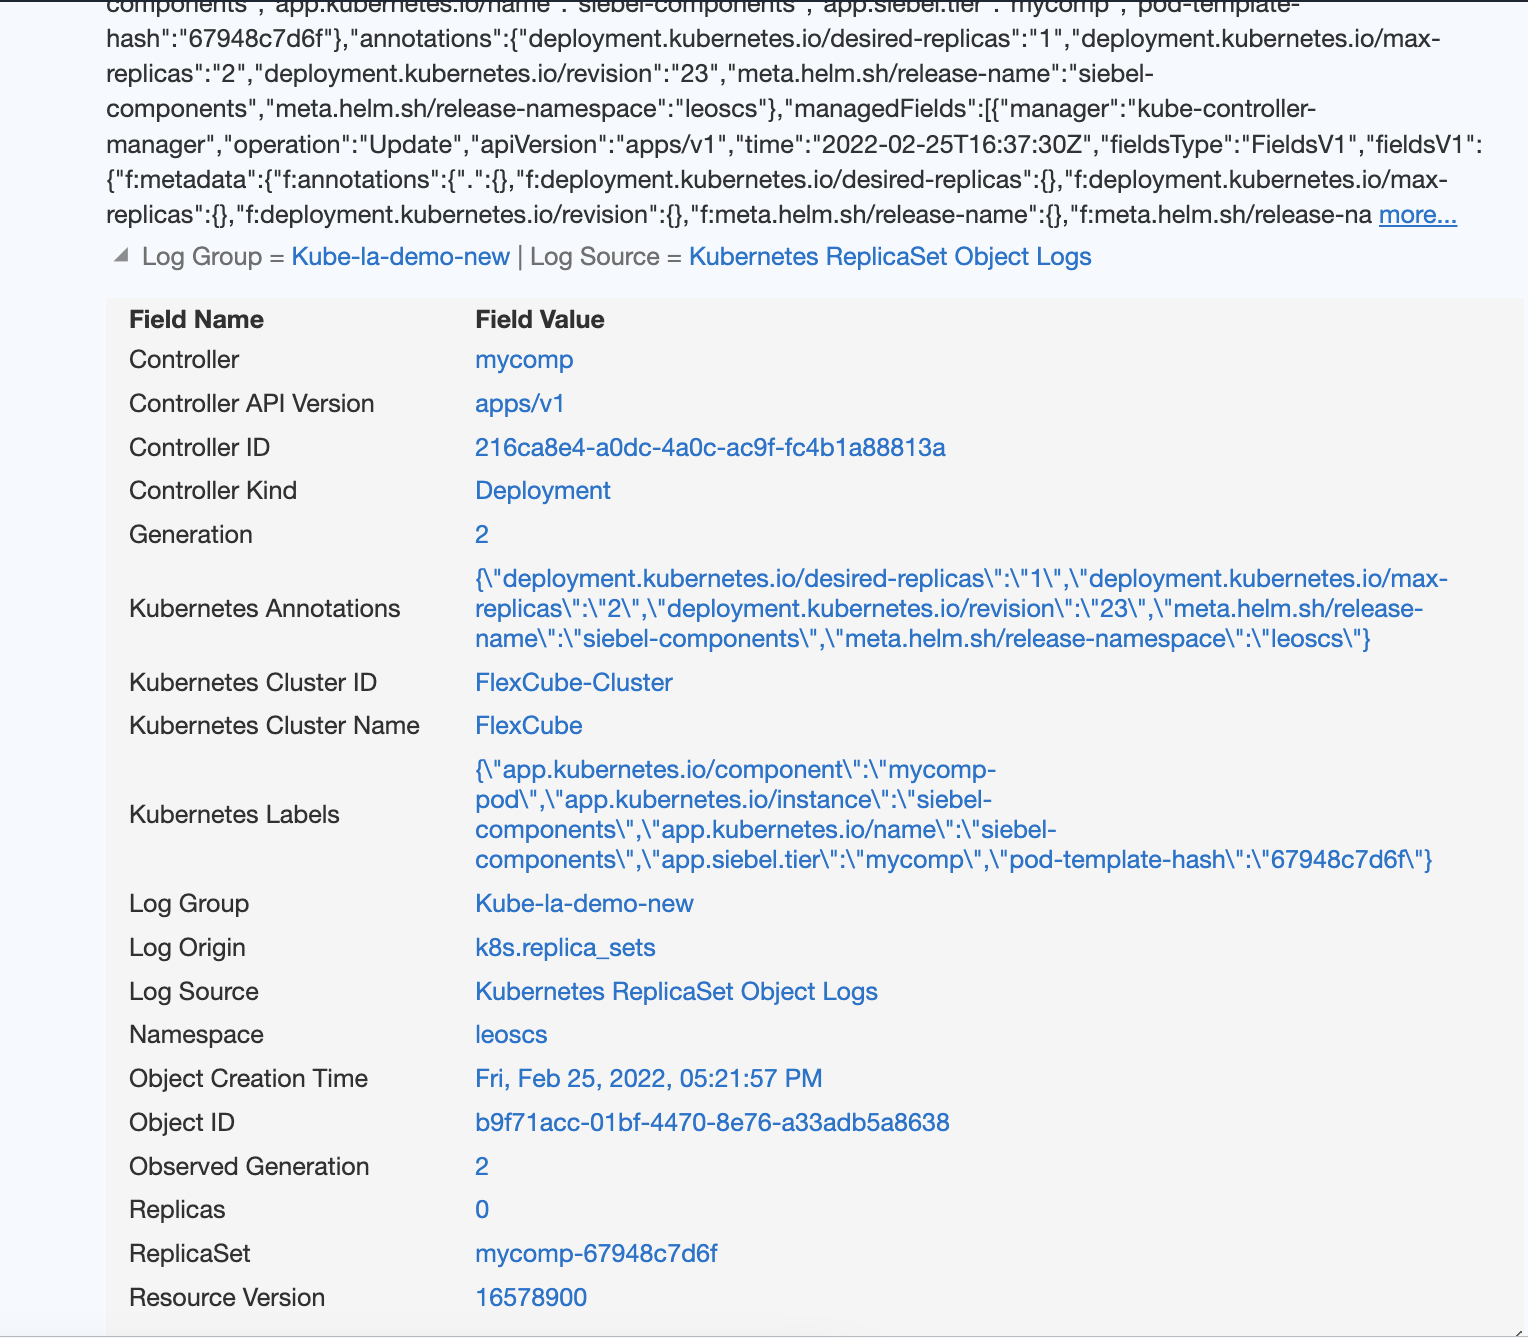 components","app.kubernetes.io/name":"siebel-components","app.siebel.tier":"mycomp","pod-template-
hash":"67948c7d6f"},"annotations":{"deployment.kubernetes.io/desired-replicas":"1","deployment.kubernetes.io/max-
replicas":"2","deployment.kubernetes.io/revision":"23","meta.helm.sh/release-name":"siebel-
components","meta.helm.sh/release-namespace":"leoscs"},"managedFields":[{"manager":"kube-controller-
manager","operation":"Update","apiVersion":"apps/v1","time":"2022-02-25T16:37:30Z","fieldsType":"FieldsV1","fieldsV1":
{"f:metadata":{"f:annotations":{".":{},"f:deployment.kubernetes.io/desired-replicas":{},"f:deployment.kubernetes.io/max-
replicas":{},"f:deployment.kubernetes.io/revision":{},"f:meta.helm.sh/release-name":{},"f:meta.helm.sh/release-na more...
Log Group = Kube-la-demo-new | Log Source = Kubernetes ReplicaSet Object Logs
Field Name Field Value
Controller mycomp
Controller API Version apps/v1
Controller ID 216ca8e4-a0dc-4a0c-ac9f-fc4b1a88813a
Controller Kind Deployment
Generation 2
Kubernetes Annotations {\"deployment.kubernetes.io/desired-replicas\":\"1\",\"deployment.kubernetes.io/max-
replicas\":\"2\",\"deployment.kubernetes.io/revision\":\"23\",\"meta.helm.sh/release-
name\":\"siebel-components\",\"meta.helm.sh/release-namespace\":\"leoscs\"}
Kubernetes Cluster ID FlexCube-Cluster
Kubernetes Cluster Name FlexCube
Kubernetes Labels {\"app.kubernetes.io/component\":\"mycomp-
pod\",\"app.kubernetes.io/instance\":\"siebel-
components\",\"app.kubernetes.io/name\":\"siebel-
components\",\"app.siebel.tier\":\"mycomp\",\"pod-template-hash\":\"67948c7d6f\"}
Log Group Kube-la-demo-new
Log Origin k8s.replica_sets
Log Source Kubernetes ReplicaSet Object Logs
Namespace leoscs
Object Creation Time Fri, Feb 25, 2022, 05:21:57 PM
Object ID b9f71acc-01bf-4470-8e76-a33adb5a8638
Observed Generation 2
Replicas 0
ReplicaSet mycomp-67948c7d6f
Resource Version 16578900